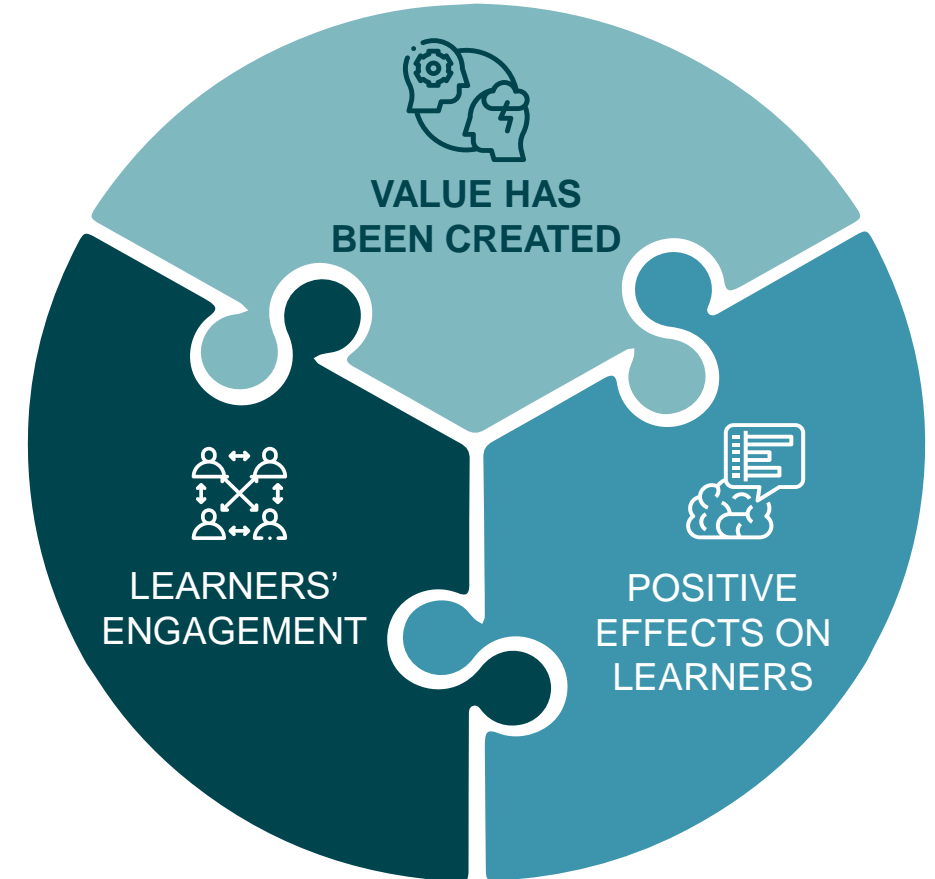 VALUE HAS
BEEN CREATED
LEARNERS’
ENGAGEMENT
POSITIVE
EFFECTS ON
LEARNERS